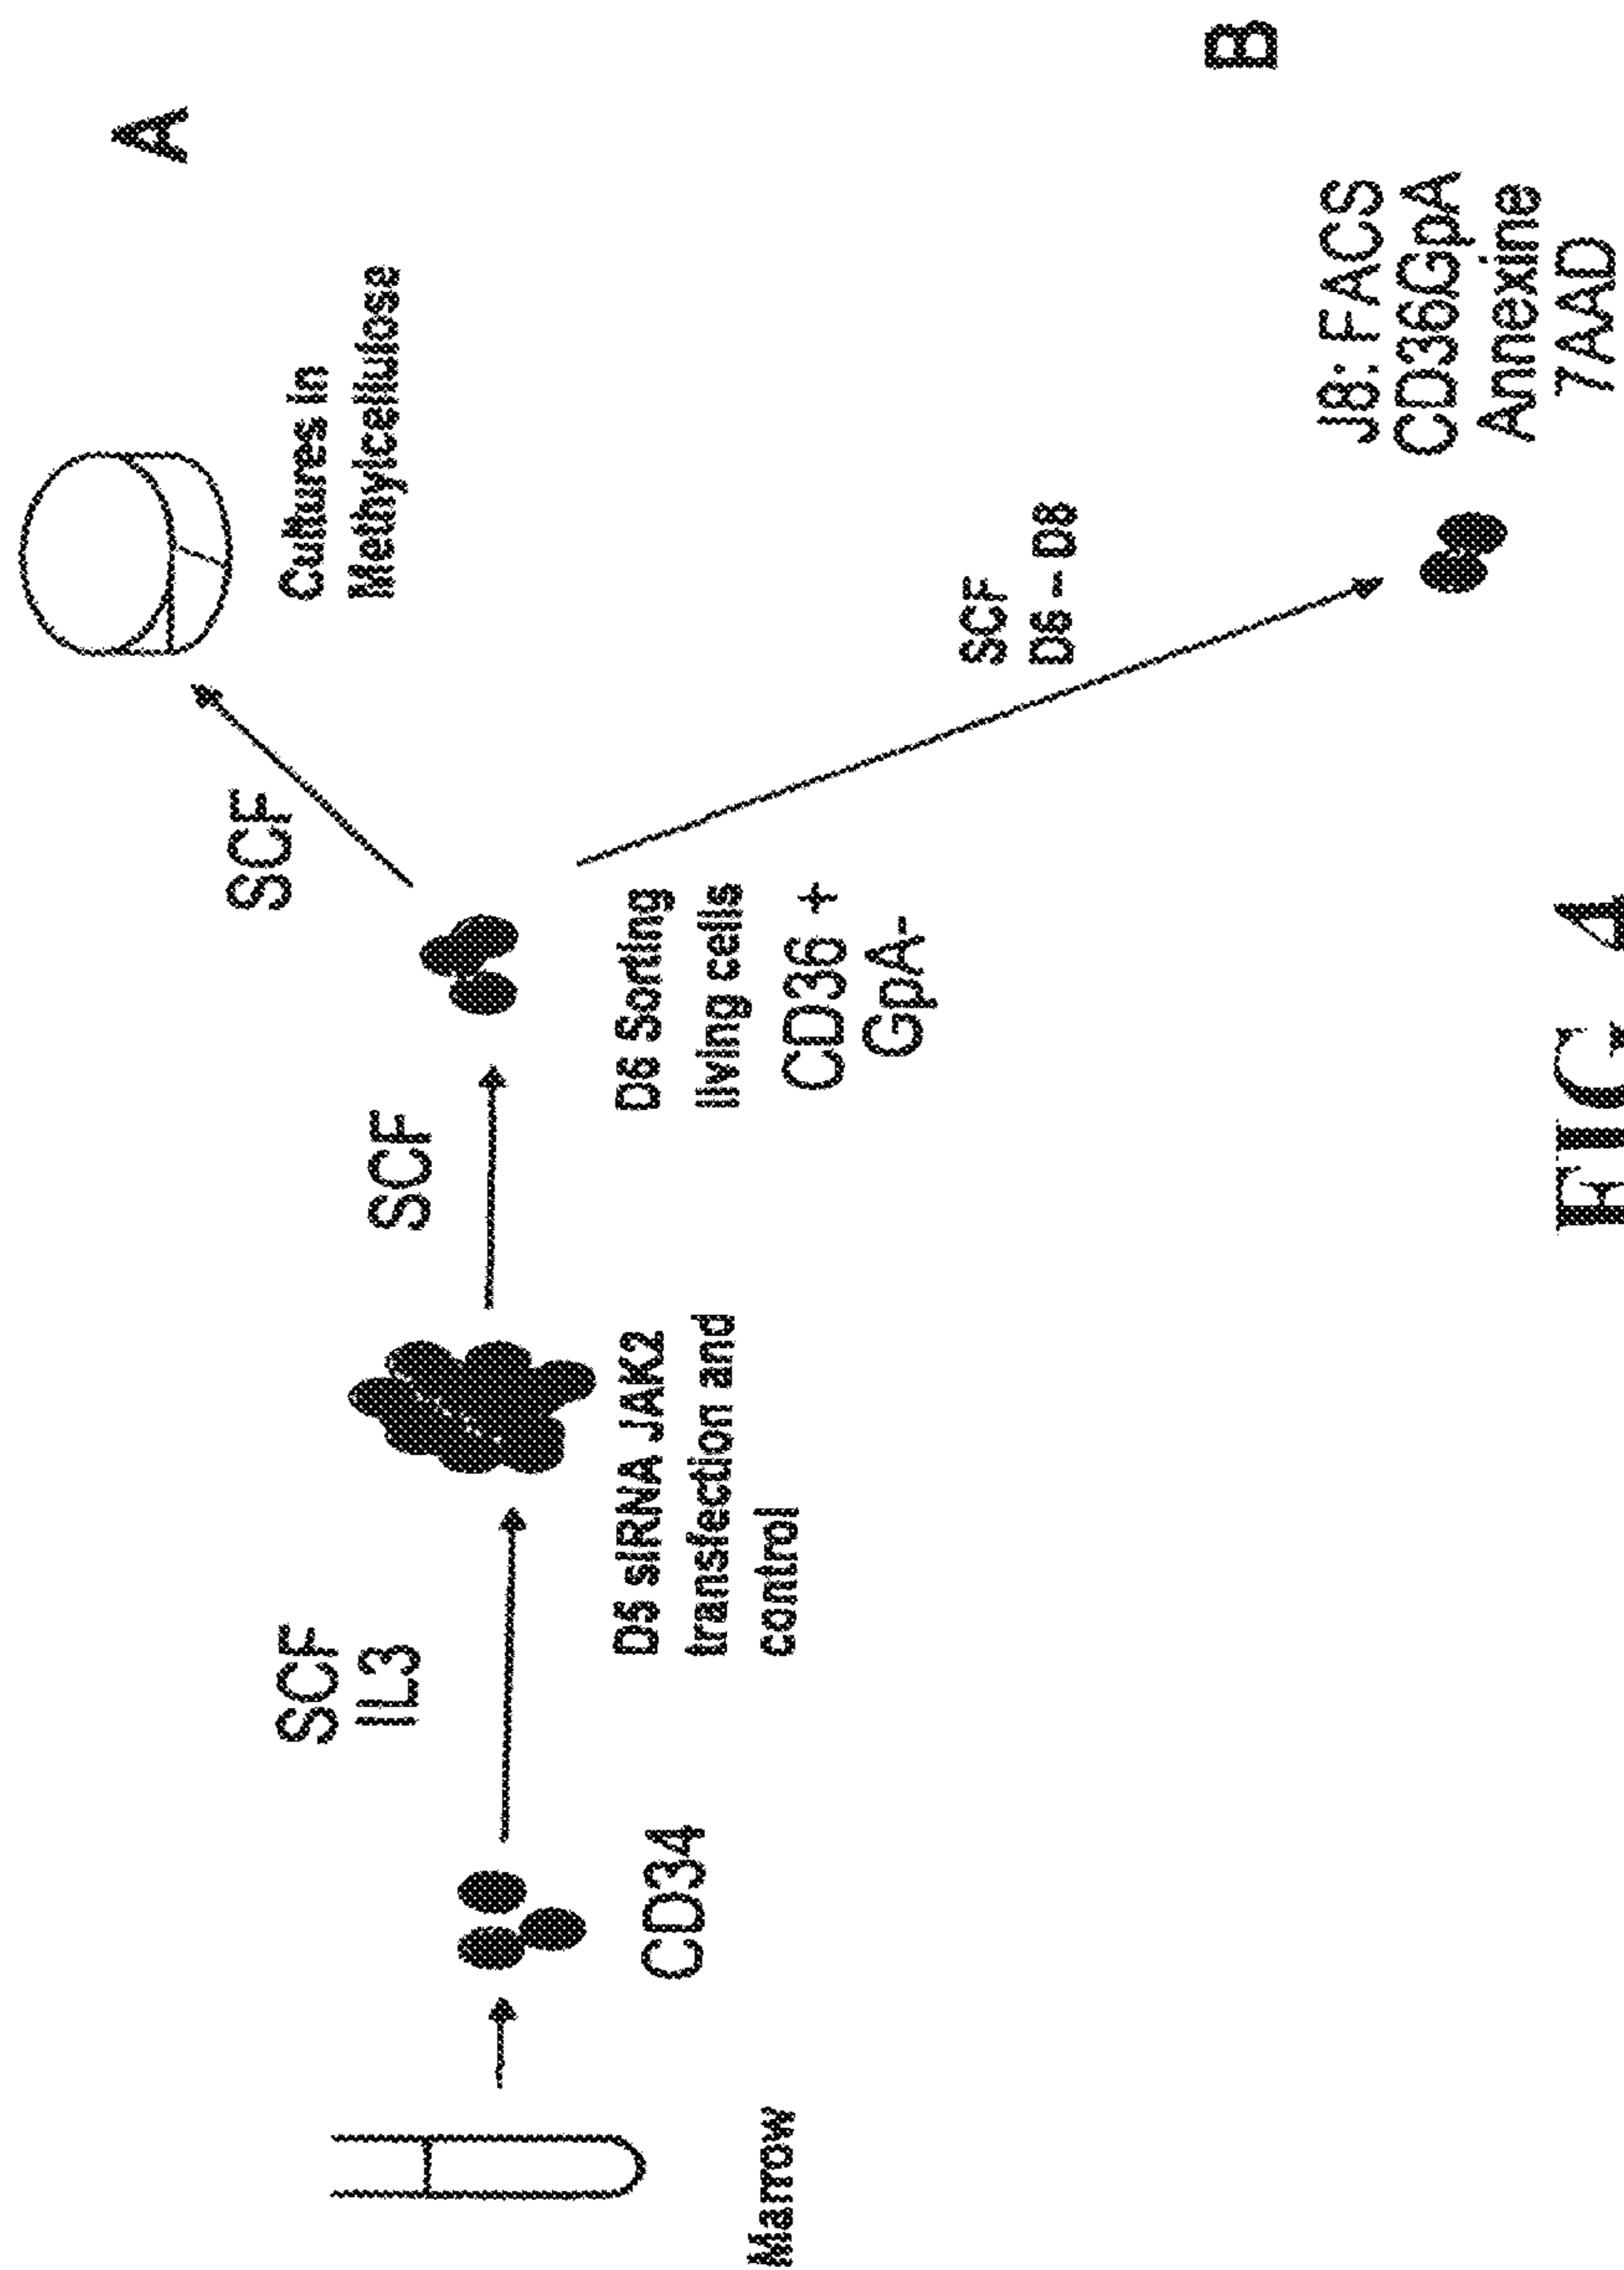 A
Cultures in
Methylcellulose
SCF
SCF
SCF
IL3
Marrow
CD34
D5 siRNA JAK2
transfection and
control
D6 Sorting
living cells
CD36 +
GpA-
SCF
D6 – D8
B
J8: FACS
CD36GpA
Annexine
7AAD
FIG 4